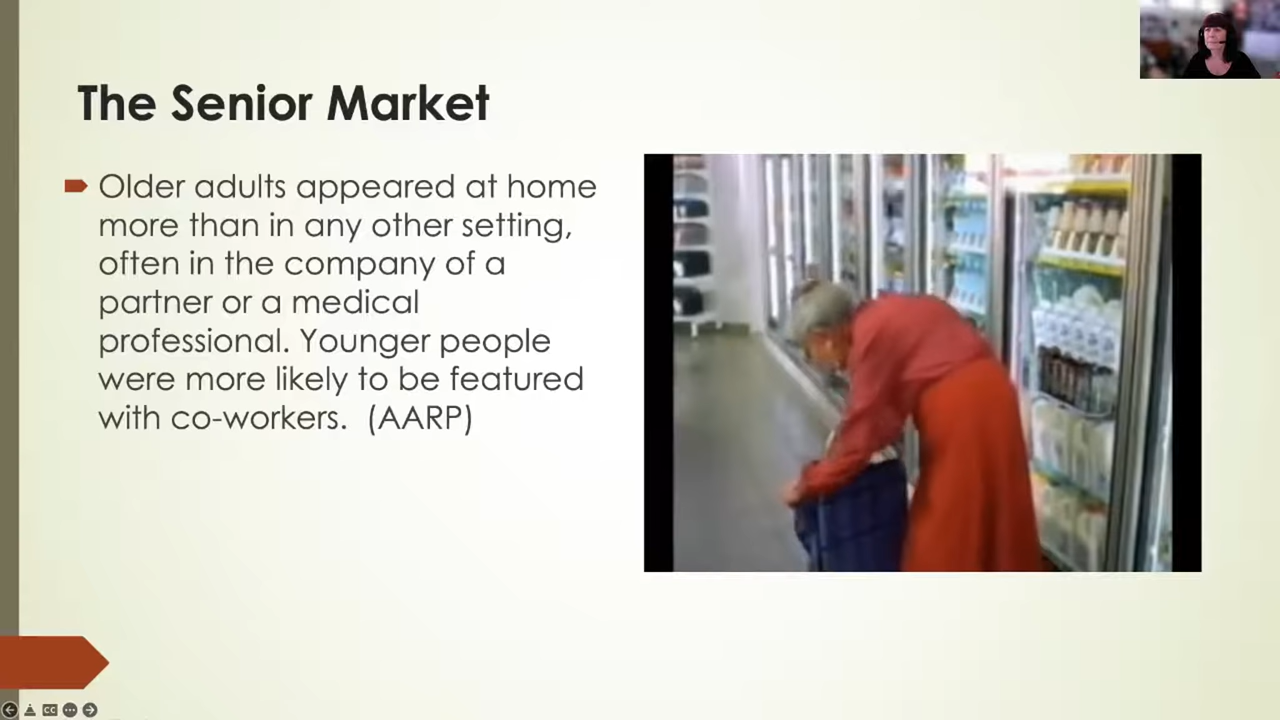 The Senior Market
Older adults appeared at home
more than in any other setting,
often in the company of a
partner or a medical
professional. Younger people
were more likely to be featured
with co-workers. (AARP)
CC